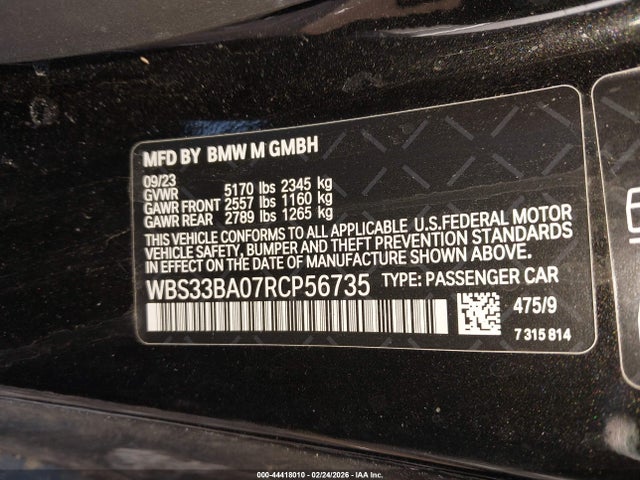 MFD BY BMW M GMBH
09/23
GVWR 5170 lbs 2345 kg
GAWR FRONT 2557 lbs 1160 kg
GAWR REAR 2789 lbs 1265 kg
THIS VEHICLE CONFORMS TO ALL APPLICABLE U.S.FEDERAL MOTOR
VEHICLE SAFETY, BUMPER AND THEFT PREVENTION STANDARDS
IN EFFECT ON THE DATE OF MANUFACTURE SHOWN ABOVE.
WBS33BA07RCP56735 TYPE: PASSENGER CAR
475/9
7 315 814
000-44418010 - 02/24/2026 - IAA Inc.